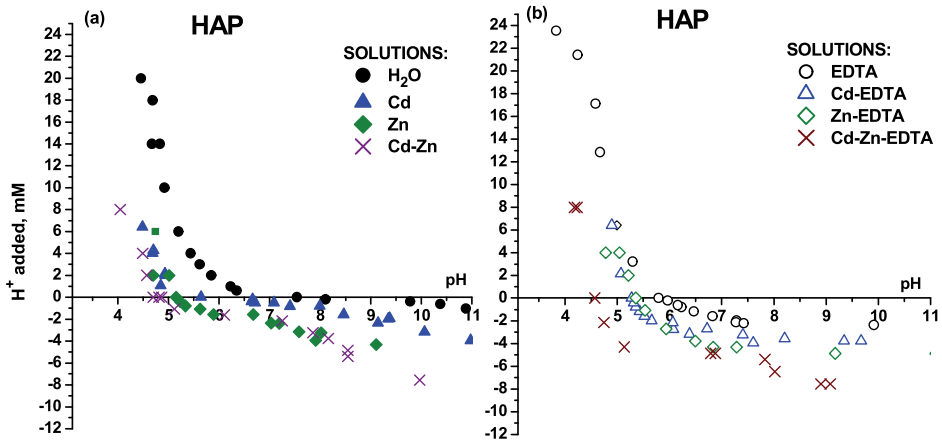 (a)
HAP
SOLUTIONS:
H₂O
Cd
Zn
Cd-Zn
H⁺ added, mM
24
22
20
18
16
14
12
10
8
6
4
2
0
-2
-4
-6
-8
-10
-12
4 5 6 7 8 9 10 11
pH
(b)
HAP
SOLUTIONS:
EDTA
Cd-EDTA
Zn-EDTA
Cd-Zn-EDTA
24
22
20
18
16
14
12
10
8
6
4
2
0
-2
-4
-6
-8
-10
-12
4 5 6 7 8 9 10 11
pH